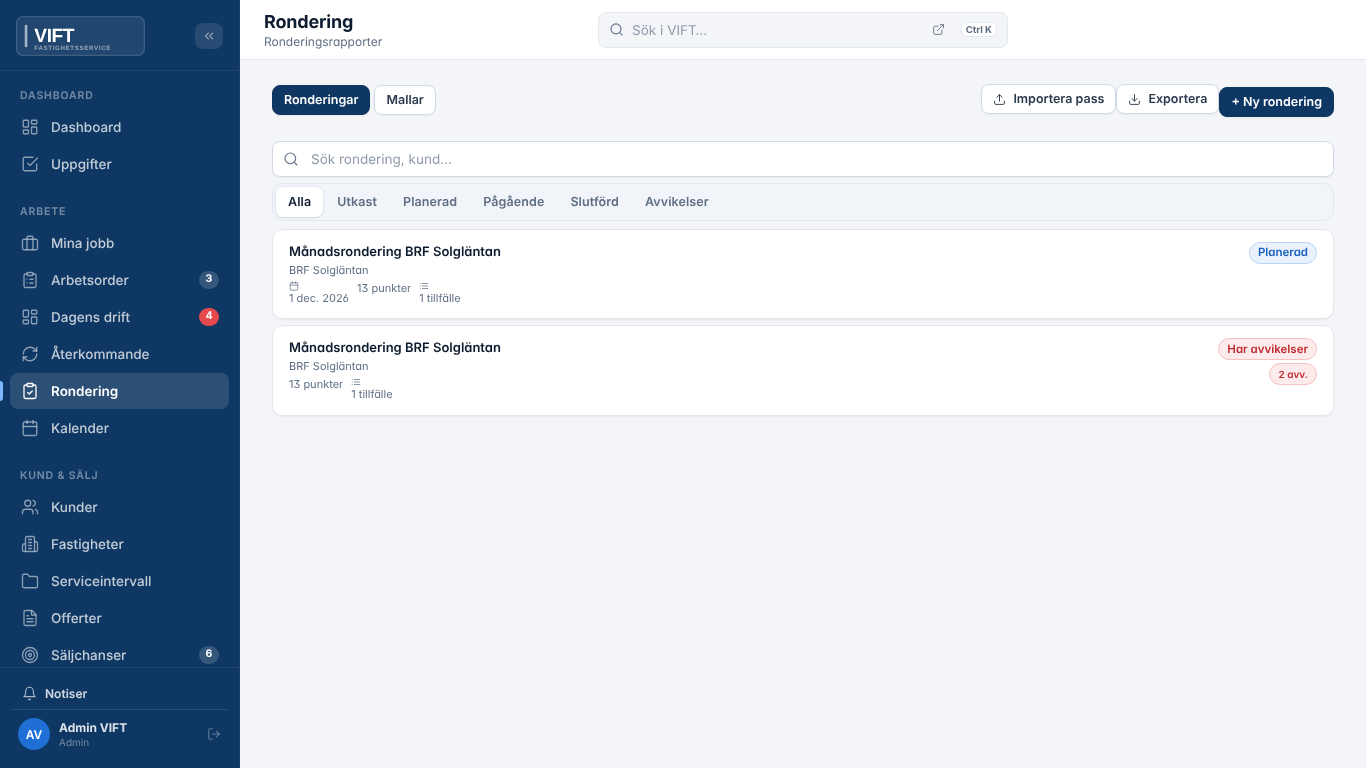 VIFT
FASTIGHETSSERVICE
DASHBOARD
Dashboard
Uppgifter
ARBETE
Mina jobb
Arbetsorder 3
Dagens drift 4
Återkommande
Rondering
Kalender
KUND & SÄLJ
Kunder
Fastigheter
Serviceintervall
Offerter
Säljchanser 6
Notiser
AV
Admin VIFT
Admin
Rondering
Ronderingsrapporter
Sök i VIFT... Ctrl K
Ronderingar Mallar
Importera pass Exportera + Ny rondering
Sök rondering, kund...
Alla Utkast Planerad Pågående Slutförd Avvikelser
Månadsrondering BRF Solgläntan Planerad
BRF Solgläntan
1 dec. 2026 13 punkter 1 tillfälle
Månadsrondering BRF Solgläntan Har avvikelser
BRF Solgläntan 2 avv.
13 punkter 1 tillfälle